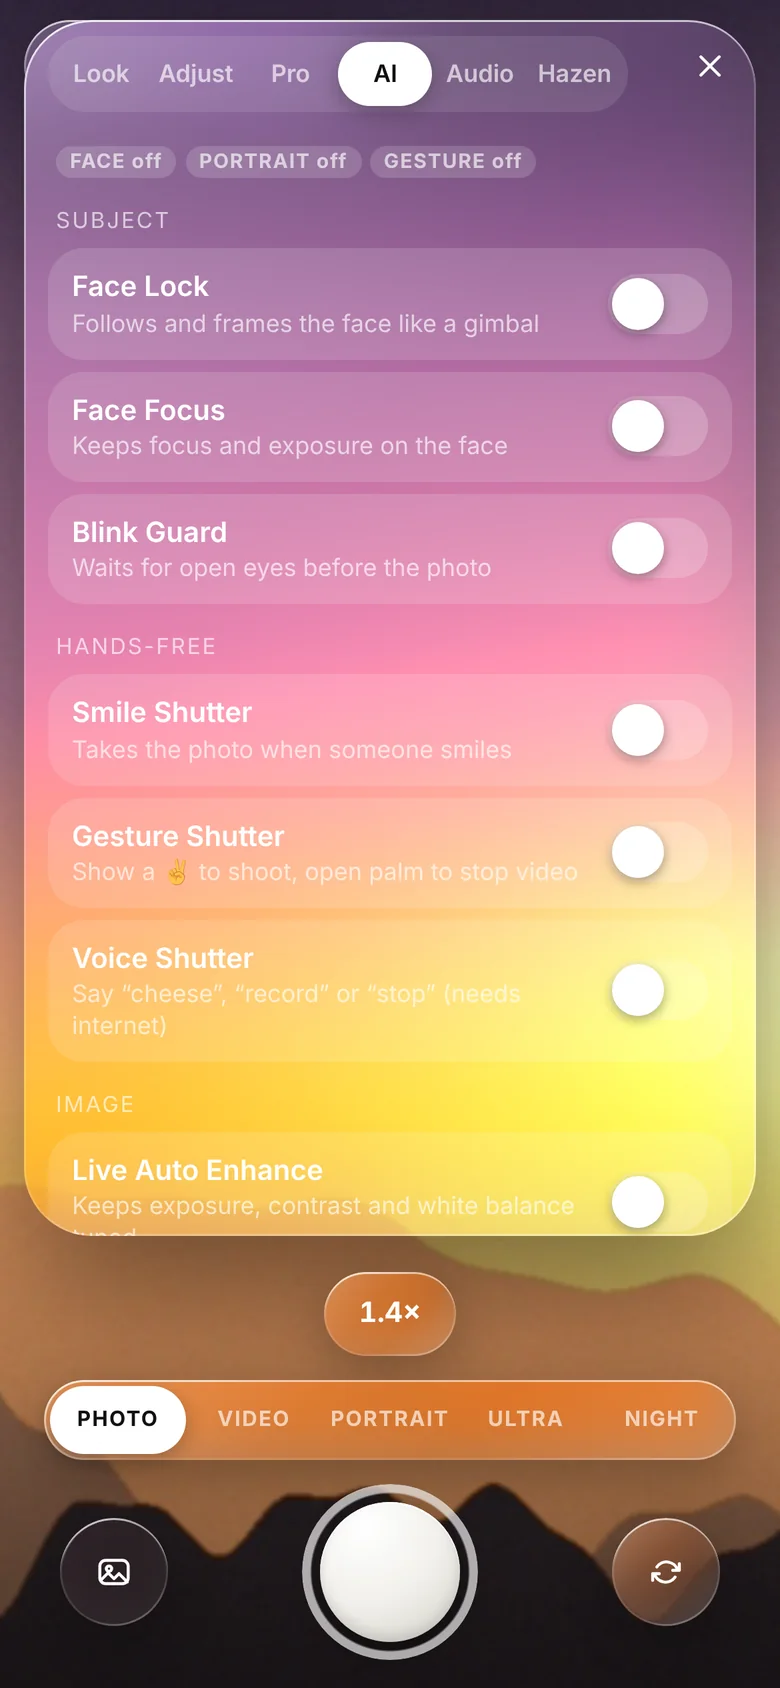 Look Adjust Pro AI Audio Hazen
FACE off PORTRAIT off GESTURE off
SUBJECT
Face Lock
Follows and frames the face like a gimbal
Face Focus
Keeps focus and exposure on the face
Blink Guard
Waits for open eyes before the photo
HANDS-FREE
Smile Shutter
Takes the photo when someone smiles
Gesture Shutter
Show a ✌️ to shoot, open palm to stop video
Voice Shutter
Say “cheese”, “record” or “stop” (needs
internet)
IMAGE
Live Auto Enhance
Keeps exposure, contrast and white balance
1.4×
PHOTO VIDEO PORTRAIT ULTRA NIGHT